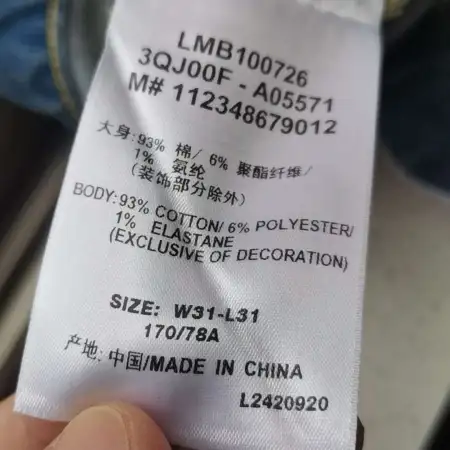 LMB100726
3QJ00F - A05571
M# 112348679012
大身: 93% 棉/ 6% 聚酯纤维/
1% 氨纶
(装饰部分除外)
BODY: 93% COTTON/ 6% POLYESTER/
1% ELASTANE
(EXCLUSIVE OF DECORATION)
SIZE: W31-L31
170/78A
产地: 中国/MADE IN CHINA
L2420920